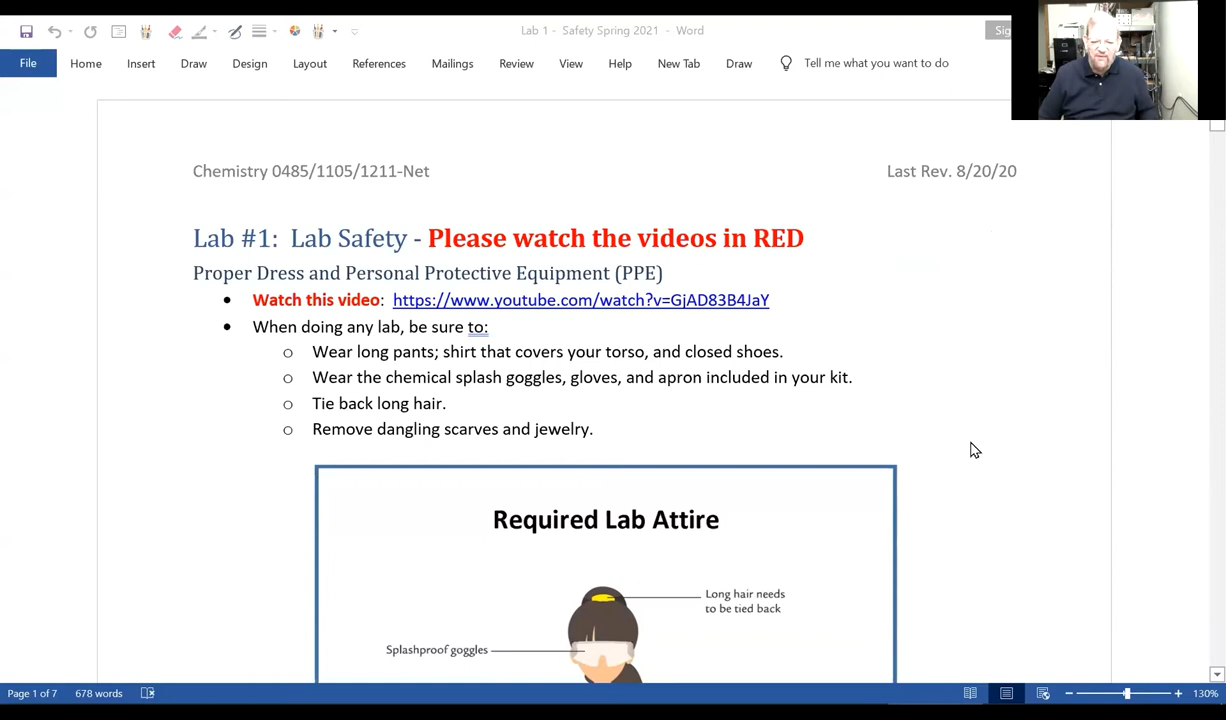 Lab 1 - Safety Spring 2021 - Word
File Home Insert Draw Design Layout References Mailings Review View Help New Tab Draw Tell me what you want to do
Chemistry 0485/1105/1211-Net Last Rev. 8/20/20
Lab #1: Lab Safety - Please watch the videos in RED
Proper Dress and Personal Protective Equipment (PPE)
• Watch this video: https://www.youtube.com/watch?v=GjAD83B4JaY
• When doing any lab, be sure to:
o Wear long pants; shirt that covers your torso, and closed shoes.
o Wear the chemical splash goggles, gloves, and apron included in your kit.
o Tie back long hair.
o Remove dangling scarves and jewelry.
Required Lab Attire
Long hair needs
to be tied back
Splashproof goggles
Page 1 of 7 678 words 130%